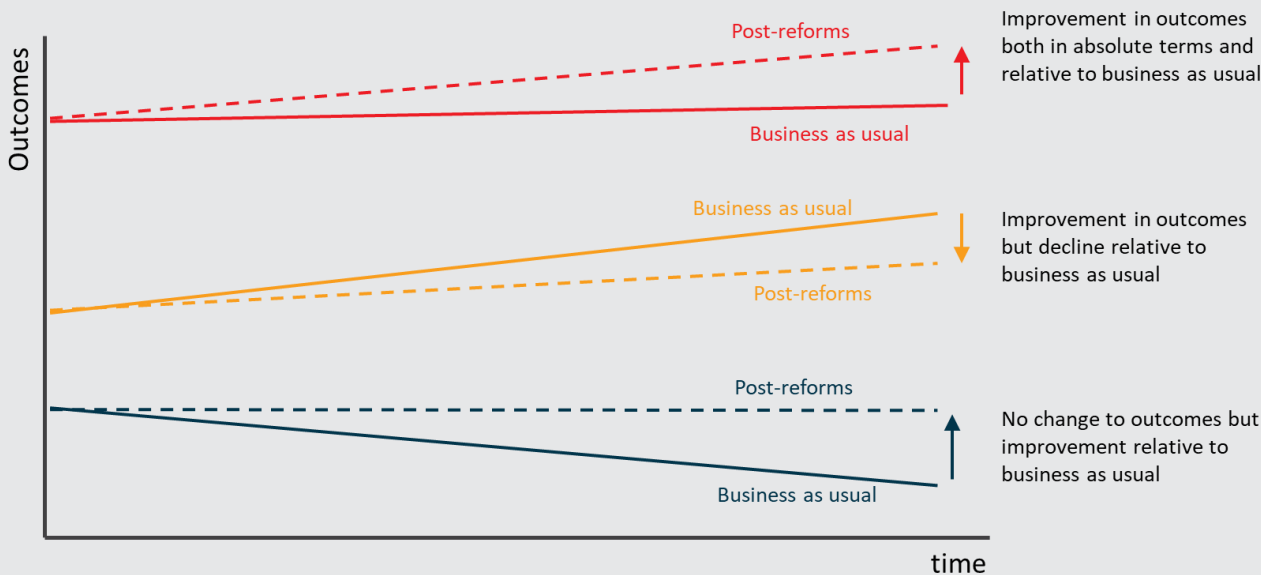 Outcomes
Post-reforms
Business as usual
Improvement in outcomes
both in absolute terms and
relative to business as usual
Business as usual
Post-reforms
Improvement in outcomes
but decline relative to
business as usual
Post-reforms
Business as usual
No change to outcomes but
improvement relative to
business as usual
time